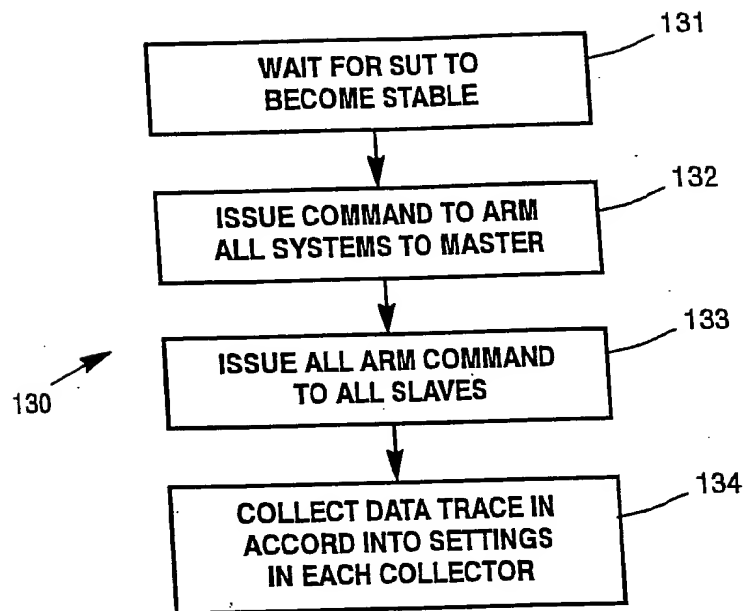 131
WAIT FOR SUT TO
BECOME STABLE
132
ISSUE COMMAND TO ARM
ALL SYSTEMS TO MASTER
133
ISSUE ALL ARM COMMAND
TO ALL SLAVES
130
134
COLLECT DATA TRACE IN
ACCORD INTO SETTINGS
IN EACH COLLECTOR